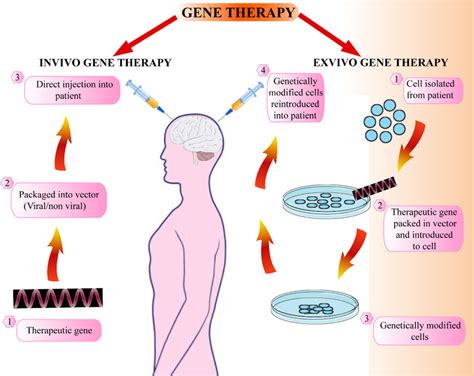 GENE THERAPY
INVIVO GENE THERAPY
3
Direct injection into
patient
2
Packaged into vector
(Viral/non viral)
1
Therapeutic gene
EXVIVO GENE THERAPY
4
Genetically
modified cells
reintroduced
into patient
1
Cell isolated
from patient
2
Therapeutic gene
packed in vector
and introduced
to cell
3
Genetically modified
cells